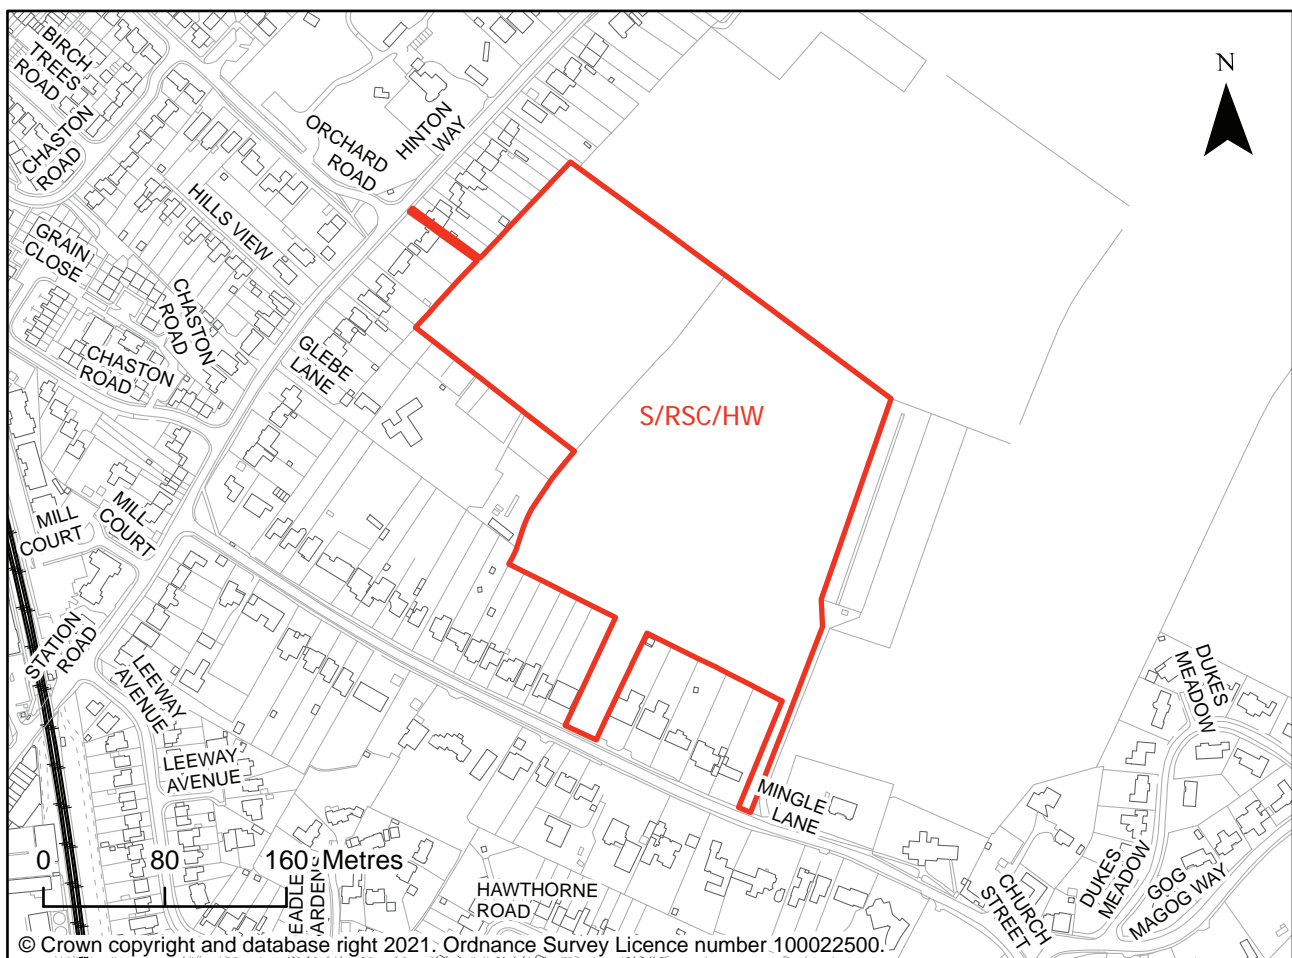 BIRCH
TREES
ROAD
CHASTON
ROAD
ORCHARD
ROAD
HINTON
WAY
N
HILLS VIEW
GRAIN
CLOSE
CHASTON
ROAD
CHASTON
ROAD
GLEBE
LANE
S/RSC/HW
MILL
COURT
MILL
COURT
STATION
ROAD
LEEWAY
AVENUE
LEEWAY
AVENUE
DUKES
MEADOW
MINGLE
LANE
0 80 160 Metres
HAWTHORNE
ROAD
CHURCH
STREET
DUKES
MEADOW
GOG
MAGOG WAY
© Crown copyright and database right 2021. Ordnance Survey Licence number 100022500.